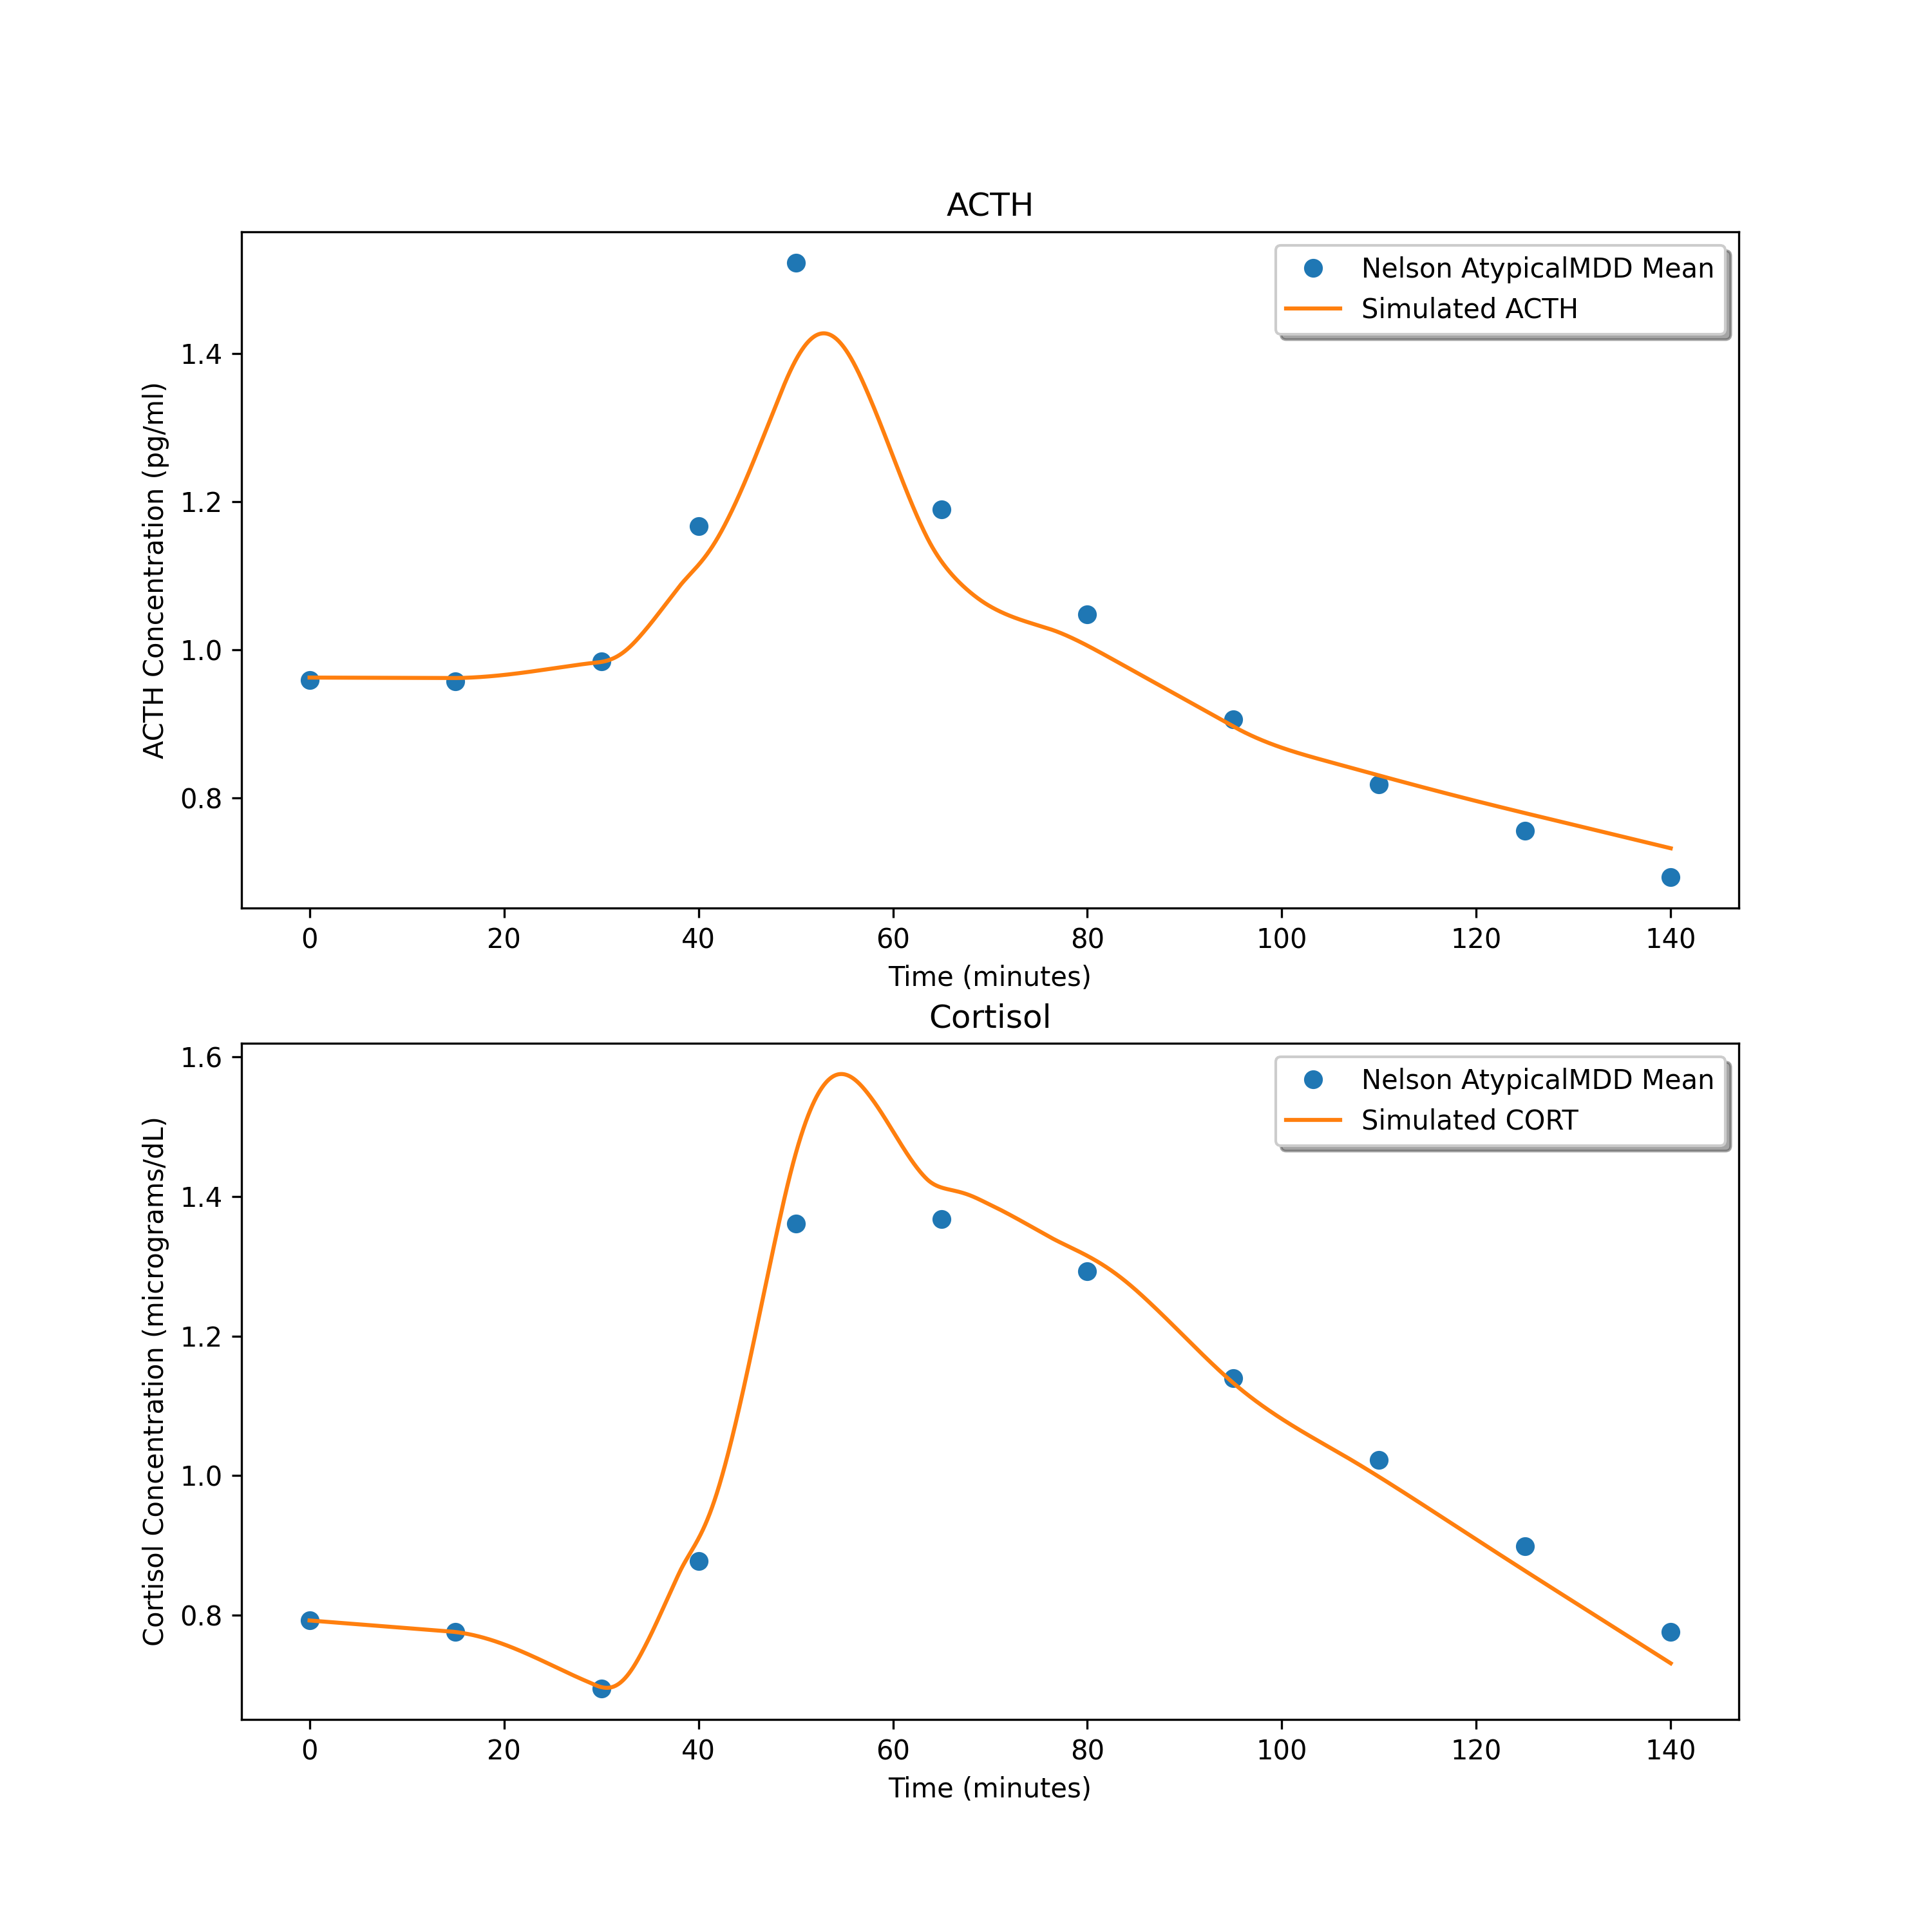 ACTH
Nelson AtypicalMDD Mean
Simulated ACTH
ACTH Concentration (pg/ml)
1.4
1.2
1.0
0.8
0 20 40 60 80 100 120 140
Time (minutes)
Cortisol
Nelson AtypicalMDD Mean
Simulated CORT
Cortisol Concentration (micrograms/dL)
1.6
1.4
1.2
1.0
0.8
0 20 40 60 80 100 120 140
Time (minutes)